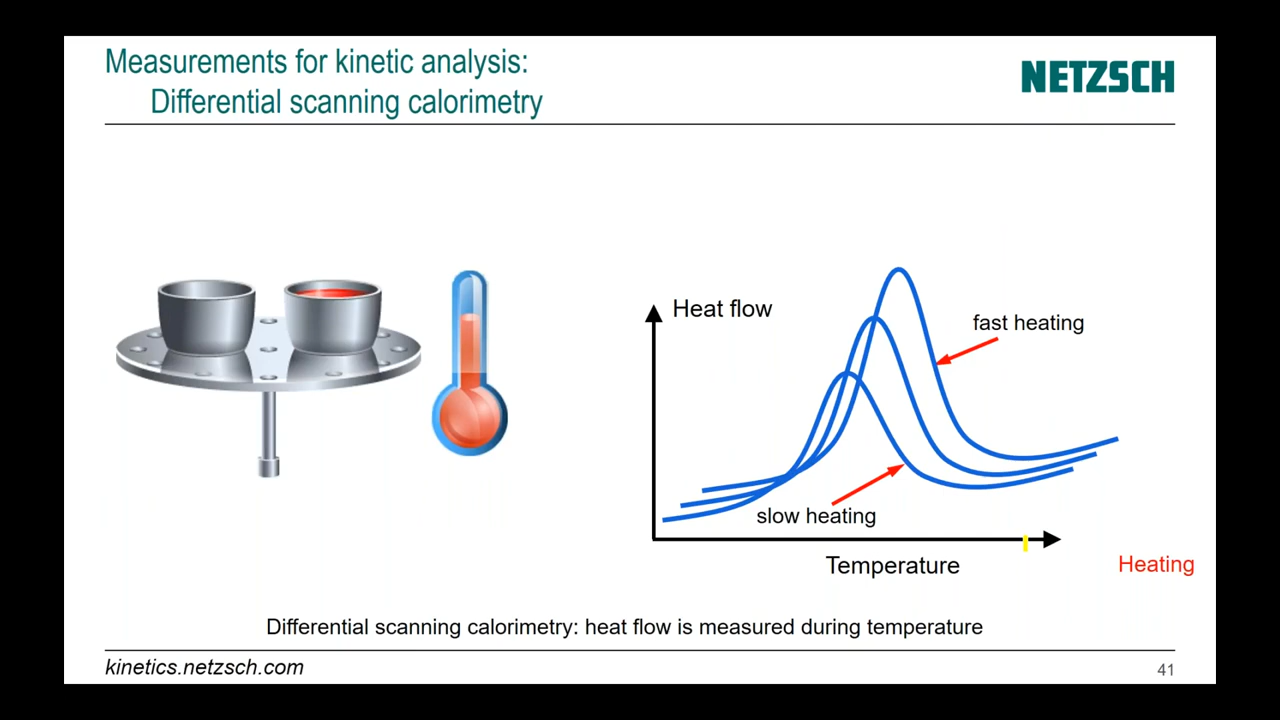 Measurements for kinetic analysis:
Differential scanning calorimetry
NETZSCH
Heat flow
fast heating
slow heating
Temperature
Heating
Differential scanning calorimetry: heat flow is measured during temperature
kinetics.netzsch.com
41